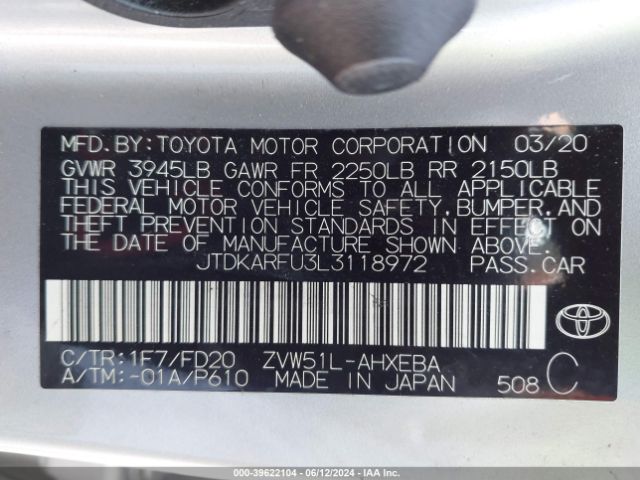 MFD.BY:TOYOTA MOTOR CORPORATION 03/20
GVWR 3945LB GAWR FR 2250LB RR 2150LB
THIS VEHICLE CONFORMS TO ALL APPLICABLE
FEDERAL MOTOR VEHICLE SAFETY, BUMPER, AND
THEFT PREVENTION STANDARDS IN EFFECT ON
THE DATE OF MANUFACTURE SHOWN ABOVE.
JTDKARFU3L3118972 PASS.CAR
C/TR:1F7/FD20 ZVW51L-AHXEBA
A/TM:-01A/P610 MADE IN JAPAN 508 C
000-39622104 - 06/12/2024 - IAA Inc.